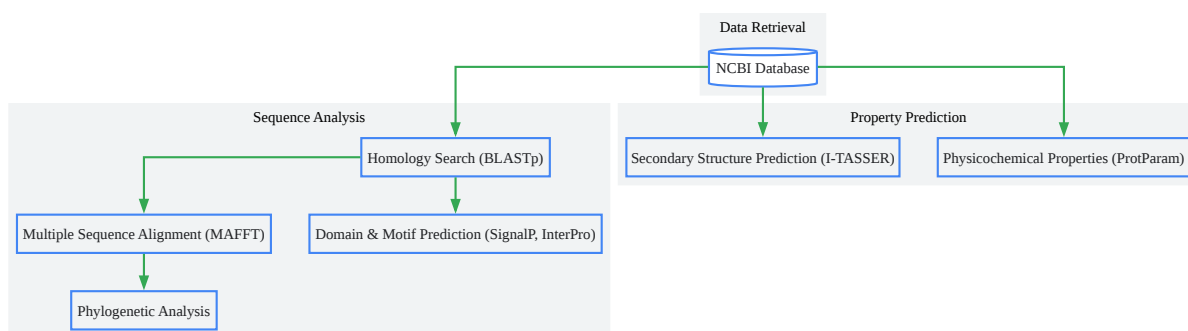 Data Retrieval
NCBI Database
Sequence Analysis
Property Prediction
Homology Search (BLASTp)
Secondary Structure Prediction (I-TASSER)
Physicochemical Properties (ProtParam)
Multiple Sequence Alignment (MAFFT)
Domain & Motif Prediction (SignalP, InterPro)
Phylogenetic Analysis